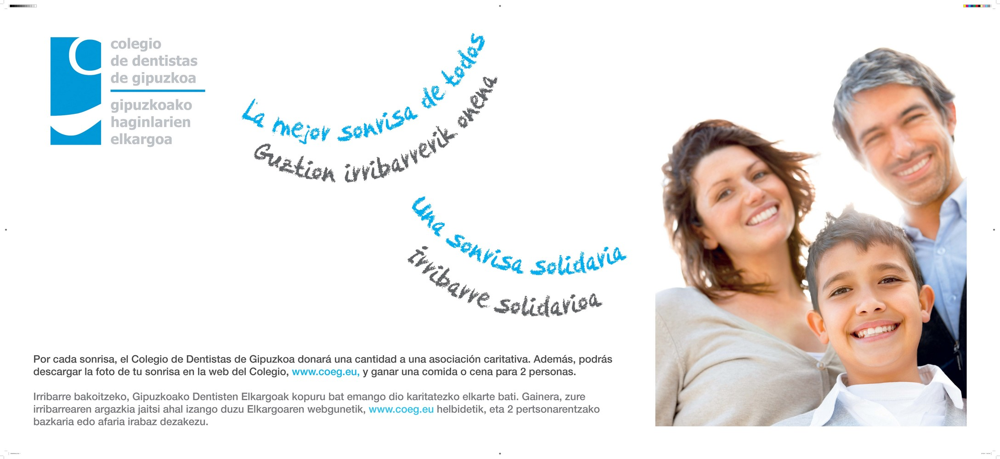 colegio
de dentistas
de gipuzkoa
gipuzkoako
haginlarien
elkargoa
La mejor sonrisa de todos
Guztion irribarrerik onena
Una sonrisa solidaria
irribarre solidarioa
Por cada sonrisa, el Colegio de Dentistas de Gipuzkoa donará una cantidad a una asociación caritativa. Además, podrás
descargar la foto de tu sonrisa en la web del Colegio, www.coeg.eu, y ganar una comida o cena para 2 personas.
Irribarre bakoitzeko, Gipuzkoako Dentisten Elkargoak kopuru bat emango dio karitatezko elkarte bati. Gainera, zure
irribarrearen argazkia jaitsi ahal izango duzu Elkargoaren webgunetik, www.coeg.eu helbidetik, eta 2 pertsonarentzako
bazkaria edo afaria irabaz dezakezu.